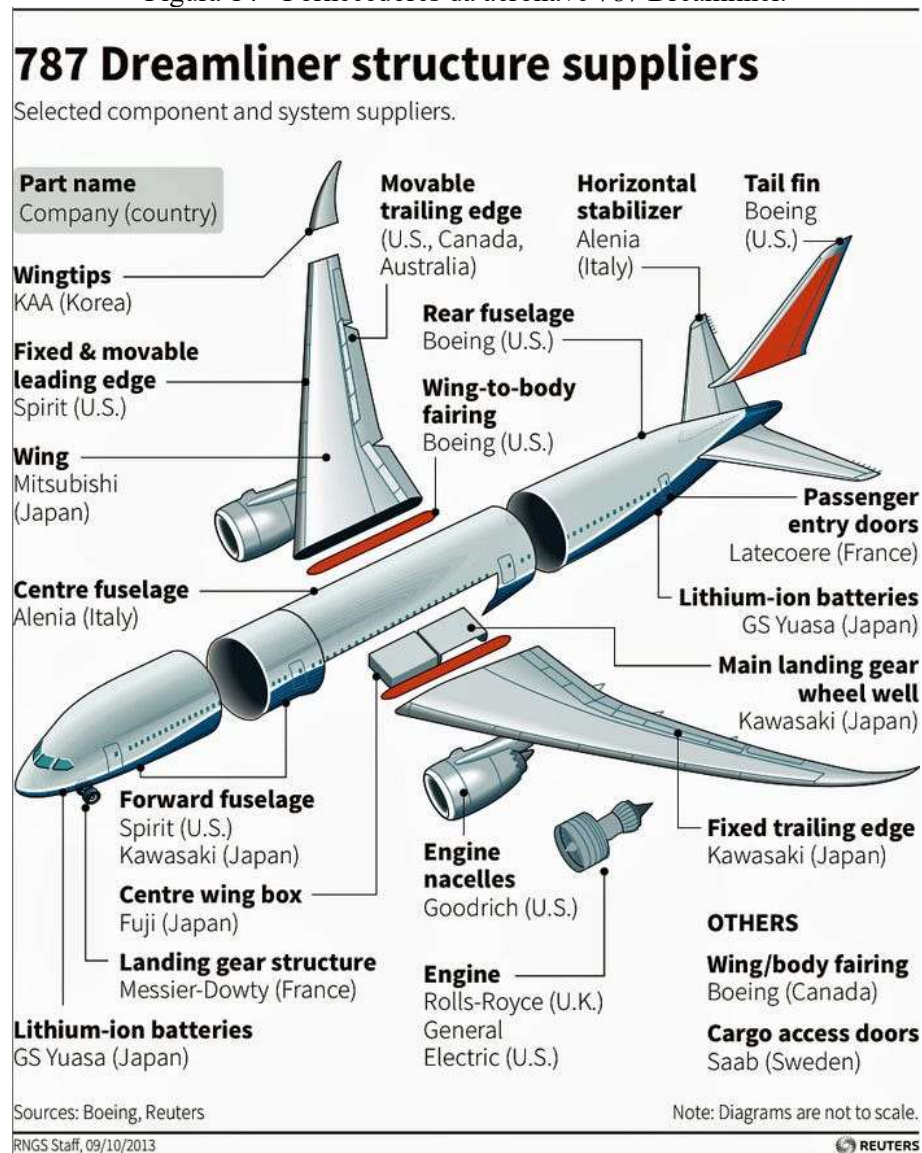 787 Dreamliner structure suppliers
Selected component and system suppliers.
Part name
Company (country)
Wingtips
KAA (Korea)
Fixed & movable
leading edge
Spirit (U.S.)
Wing
Mitsubishi
(Japan)
Centre fuselage
Alenia (Italy)
Movable
trailing edge
(U.S., Canada,
Australia)
Rear fuselage
Boeing (U.S.)
Wing-to-body
fairing
Boeing (U.S.)
Horizontal
stabilizer
Alenia
(Italy)
Tail fin
Boeing
(U.S.)
Passenger
entry doors
Latecoere (France)
Lithium-ion batteries
GS Yuasa (Japan)
Main landing gear
wheel well
Kawasaki (Japan)
Fixed trailing edge
Kawasaki (Japan)
Forward fuselage
Spirit (U.S.)
Kawasaki (Japan)
Centre wing box
Fuji (Japan)
Landing gear structure
Messier-Dowty (France)
Lithium-ion batteries
GS Yuasa (Japan)
Engine
nacelles
Goodrich (U.S.)
Engine
Rolls-Royce (U.K.)
General
Electric (U.S.)
OTHERS
Wing/body fairing
Boeing (Canada)
Cargo access doors
Saab (Sweden)
Sources: Boeing, Reuters
Note: Diagrams are not to scale.
RNGS Staff, 09/10/2013
REUTERS